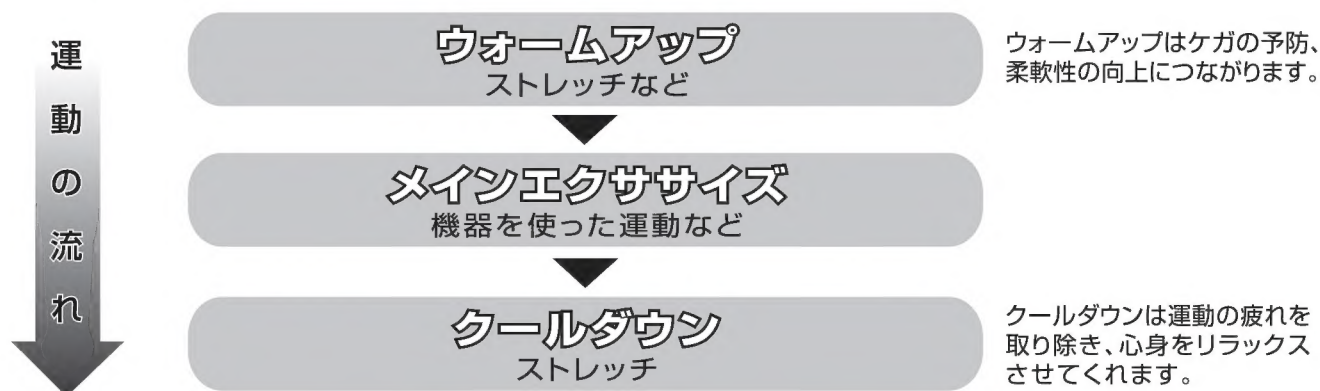 運動の流れ
ウォームアップ
ストレッチなど
ウォームアップはケガの予防、
柔軟性の向上につながります。
メインエクササイズ
機器を使った運動など
クールダウン
ストレッチ
クールダウンは運動の疲れを
取り除き、心身をリラックス
させてくれます。